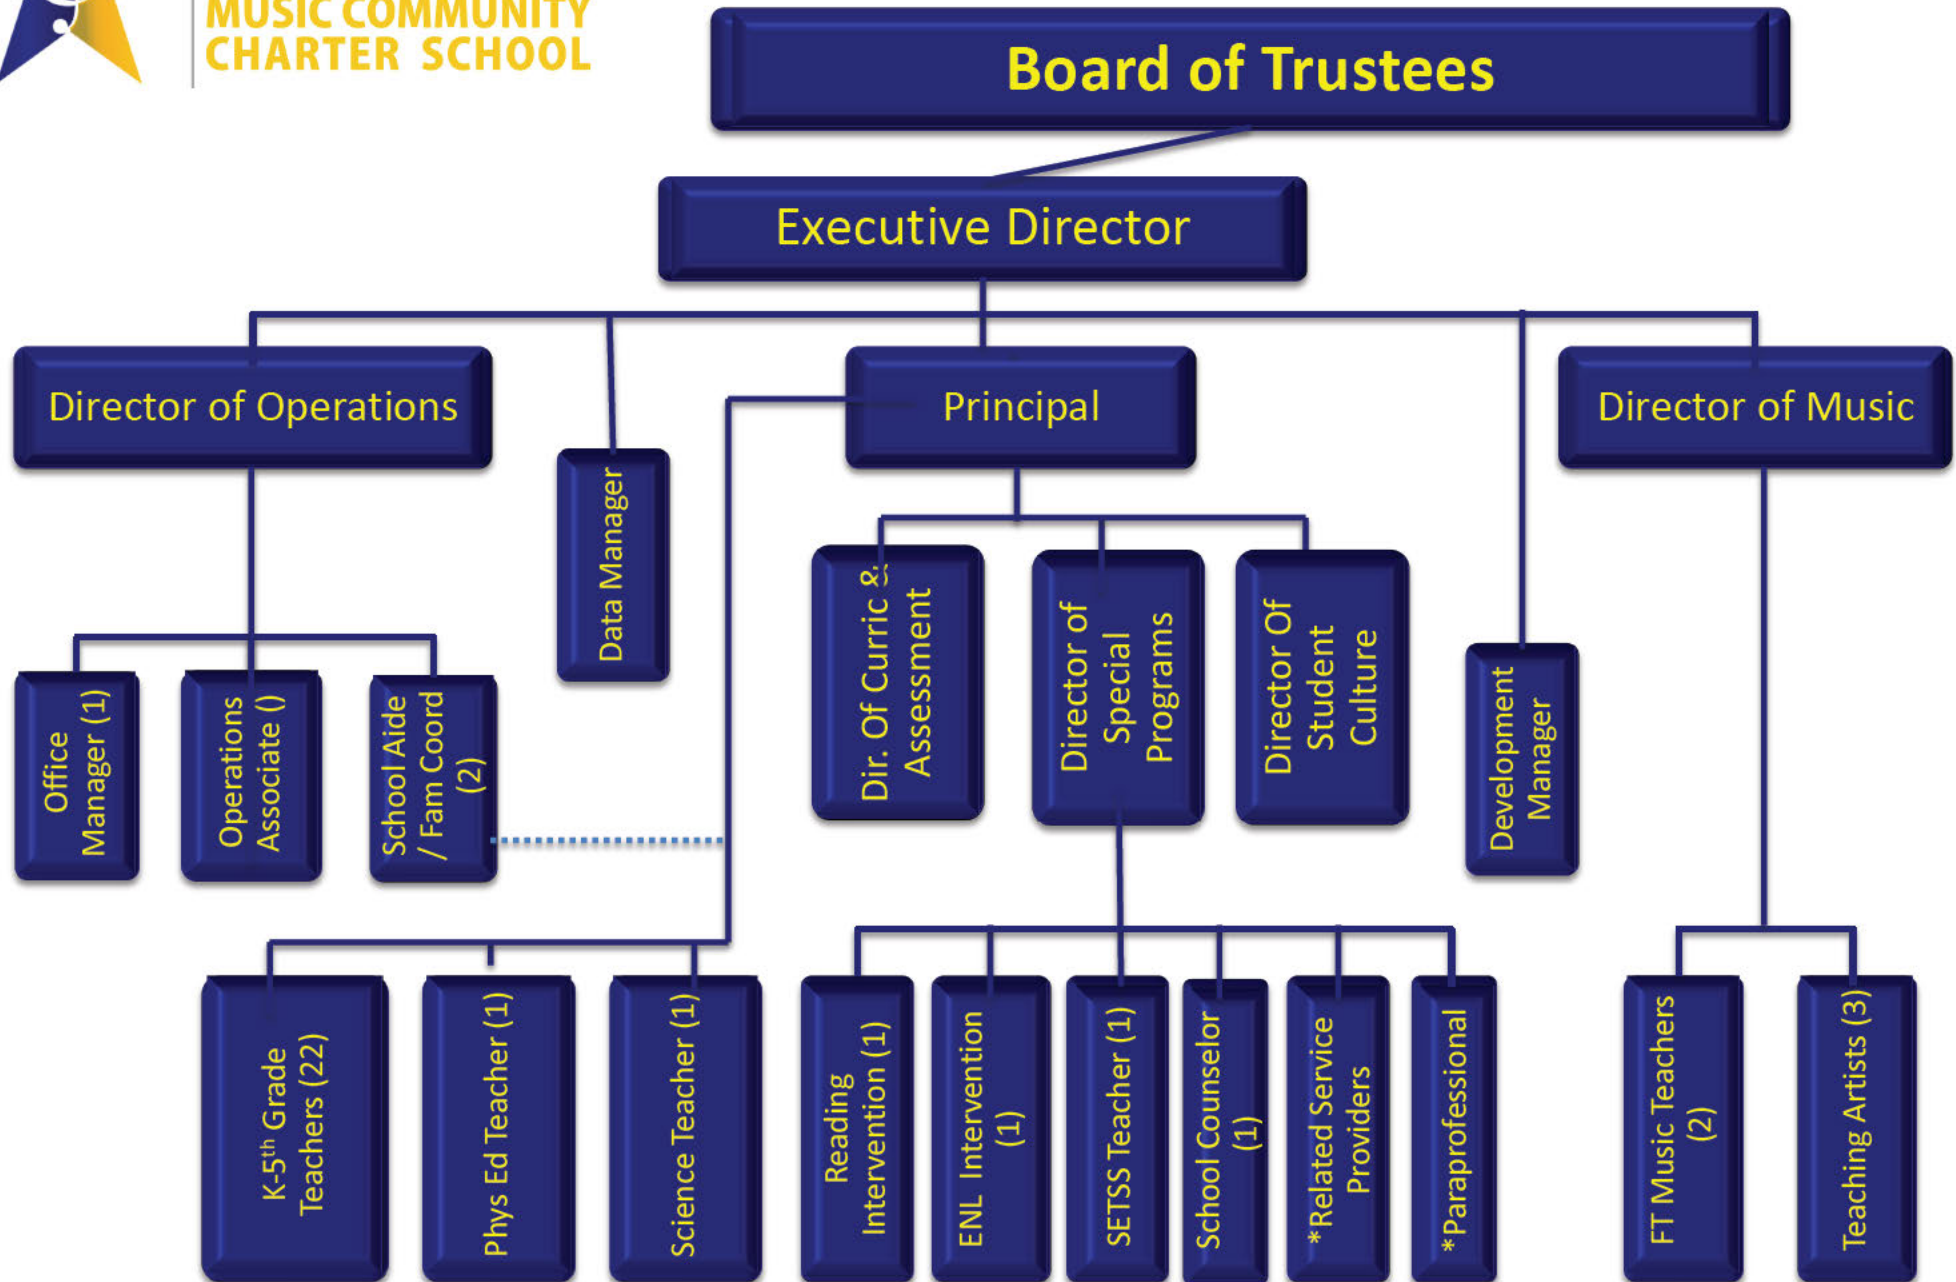 MUSIC COMMUNITY
CHARTER SCHOOL
Board of Trustees
Executive Director
Director of Operations
Principal
Director of Music
Data Manager
Dir. Of Curric &
Assessment
Director of
Special
Programs
Director Of
Student
Culture
Development
Manager
Office
Manager (1)
Operations
Associate ()
School Aide
/ Fam Coord
(2)
K-5th Grade
Teachers (22)
Phys Ed Teacher (1)
Science Teacher (1)
Reading
Intervention (1)
ENL Intervention
(1)
SETSS Teacher (1)
School Counselor
(1)
*Related Service
Providers
*Paraprofessional
FT Music Teachers
(2)
Teaching Artists (3)